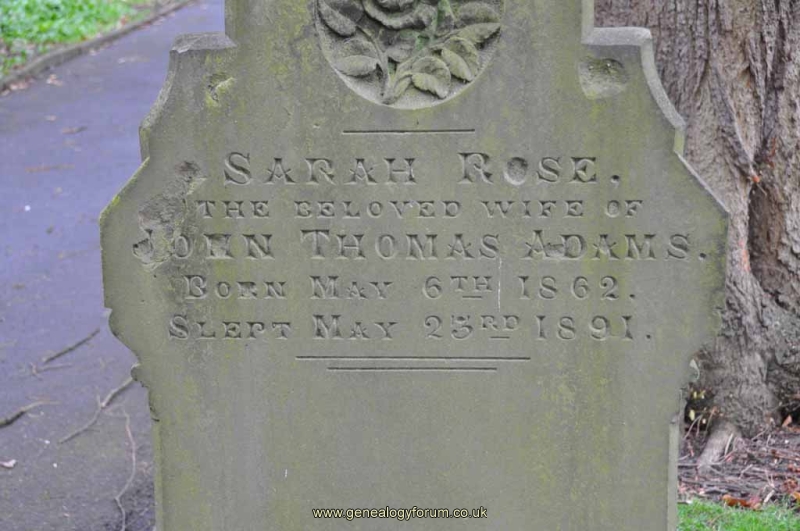 Sarah Rose.
The Beloved Wife of
John Thomas Adams.
Born May 6th 1862.
Slept May 23rd 1891.
www.genealogyforum.co.uk